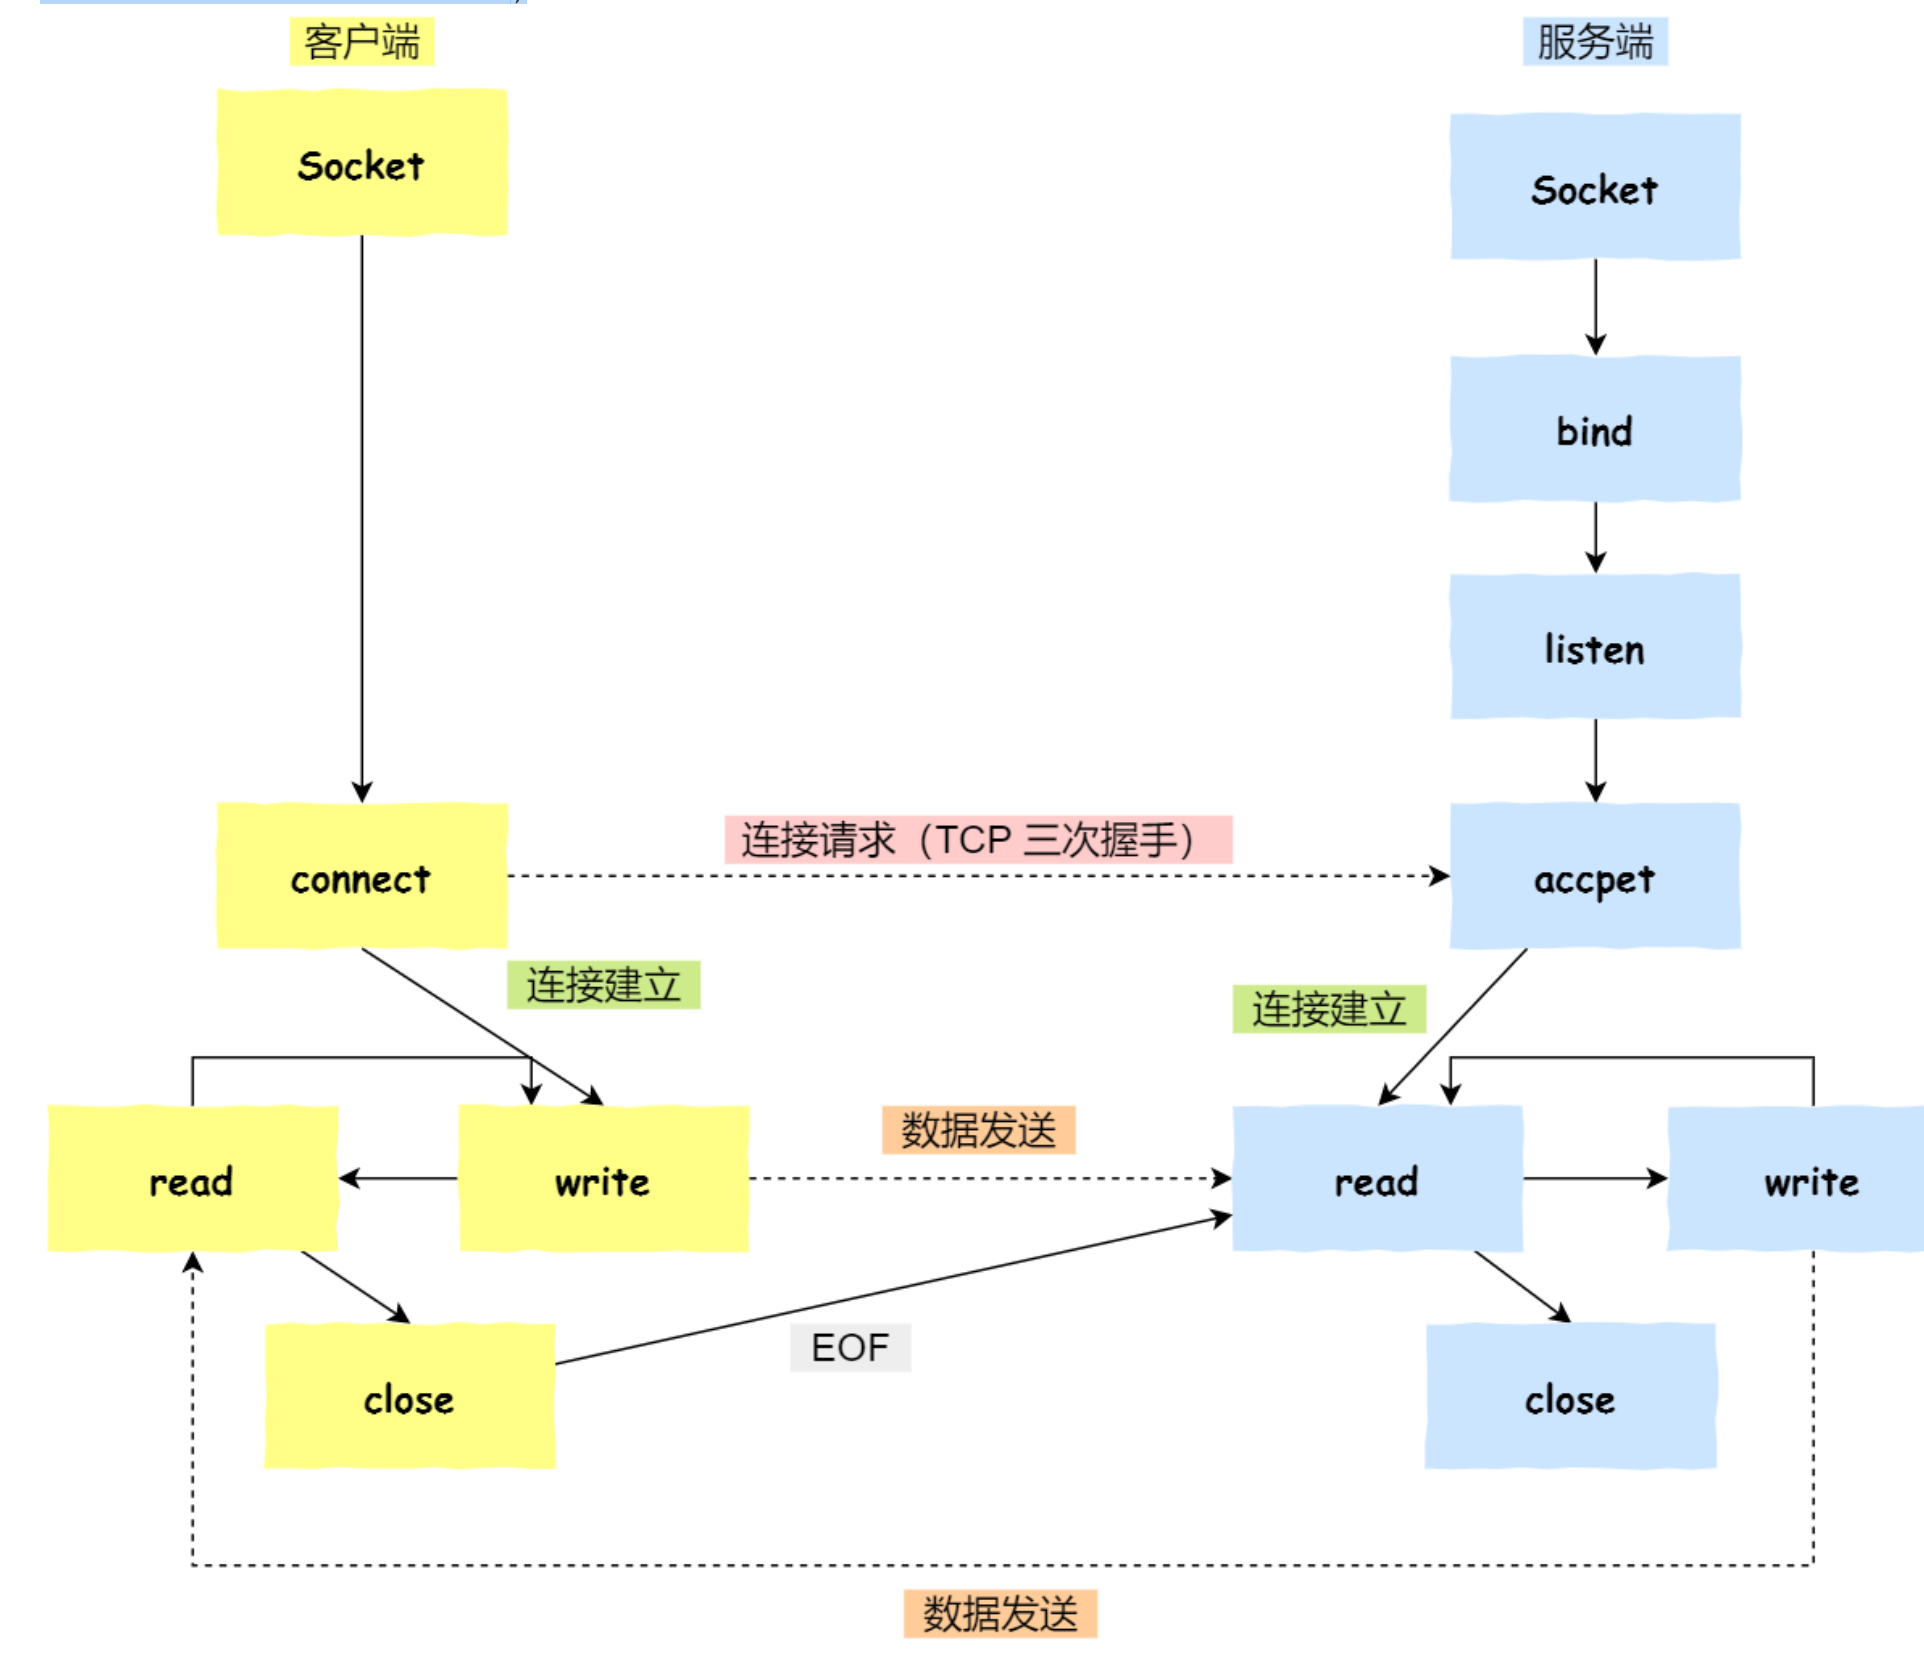 客户端
服务端
Socket
Socket
bind
listen
连接请求（TCP 三次握手）
connect
accpet
连接建立
连接建立
数据发送
read
write
read
write
EOF
close
close
数据发送